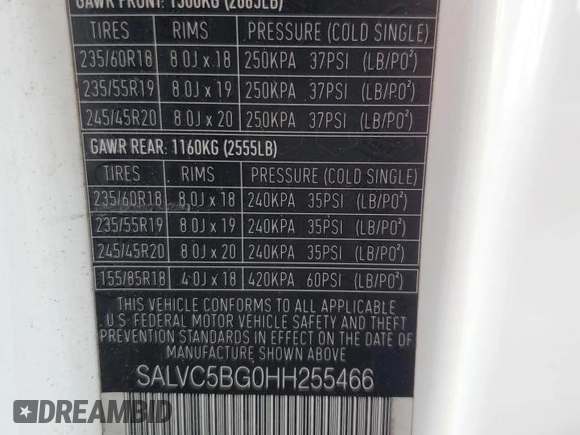 GAWR FRONT: 1300KG (2865LB)
TIRES RIMS PRESSURE (COLD SINGLE)
235/60R18 8.0J x 18 250KPA 37PSI (LB/PO²)
235/55R19 8.0J x 19 250KPA 37PSI (LB/PO²)
245/45R20 8.0J x 20 250KPA 37PSI (LB/PO²)
GAWR REAR: 1160KG (2555LB)
TIRES RIMS PRESSURE (COLD SINGLE)
235/60R18 8.0J x 18 240KPA 35PSI (LB/PO²)
235/55R19 8.0J x 19 240KPA 35PSI (LB/PO²)
245/45R20 8.0J x 20 240KPA 35PSI (LB/PO²)
155/85R18 4.0J x 18 420KPA 60PSI (LB/PO²)
THIS VEHICLE CONFORMS TO ALL APPLICABLE
U.S. FEDERAL MOTOR VEHICLE SAFETY AND THEFT
PREVENTION STANDARDS IN EFFECT ON THE DATE OF
MANUFACTURE SHOWN ABOVE
SALVC5BG0HH255466
DREAMBID